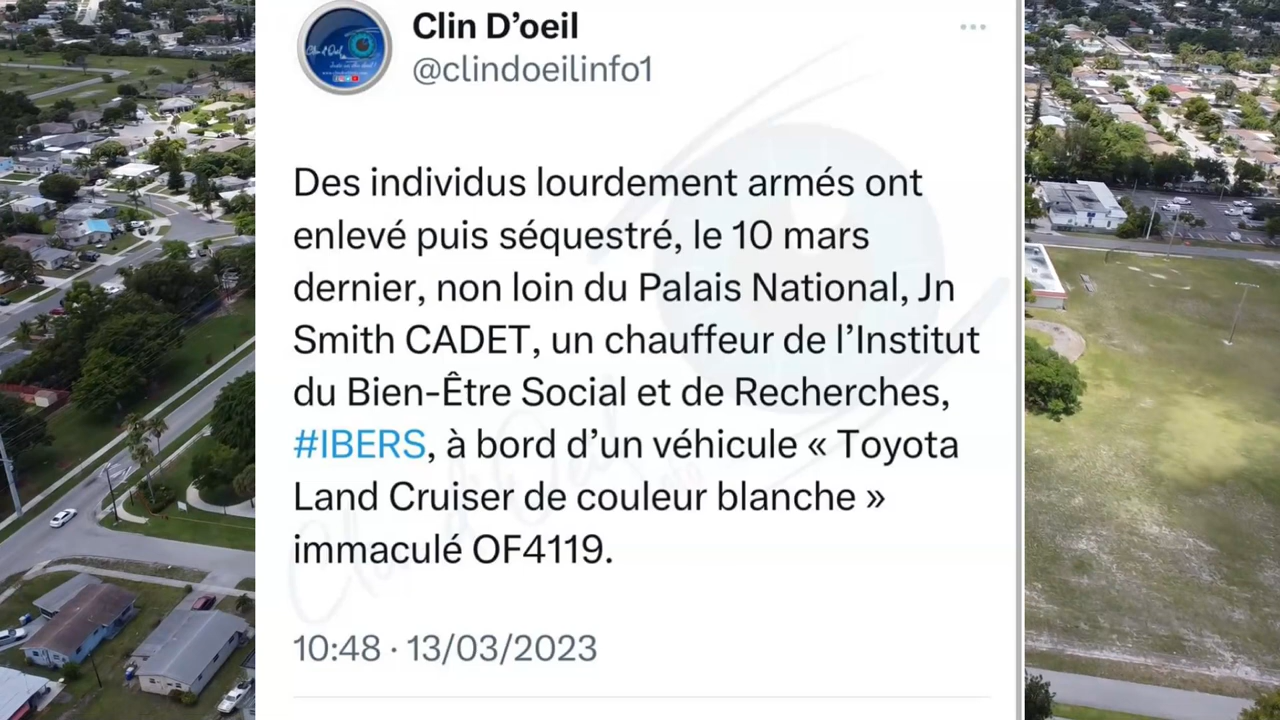 Clin D’oeil
@clindoeilinfo1
Des individus lourdement armés ont
enlevé puis séquestré, le 10 mars
dernier, non loin du Palais National, Jn
Smith CADET, un chauffeur de l’Institut
du Bien-Être Social et de Recherches,
#IBERS, à bord d’un véhicule « Toyota
Land Cruiser de couleur blanche »
immaculé OF4119.
10:48 · 13/03/2023